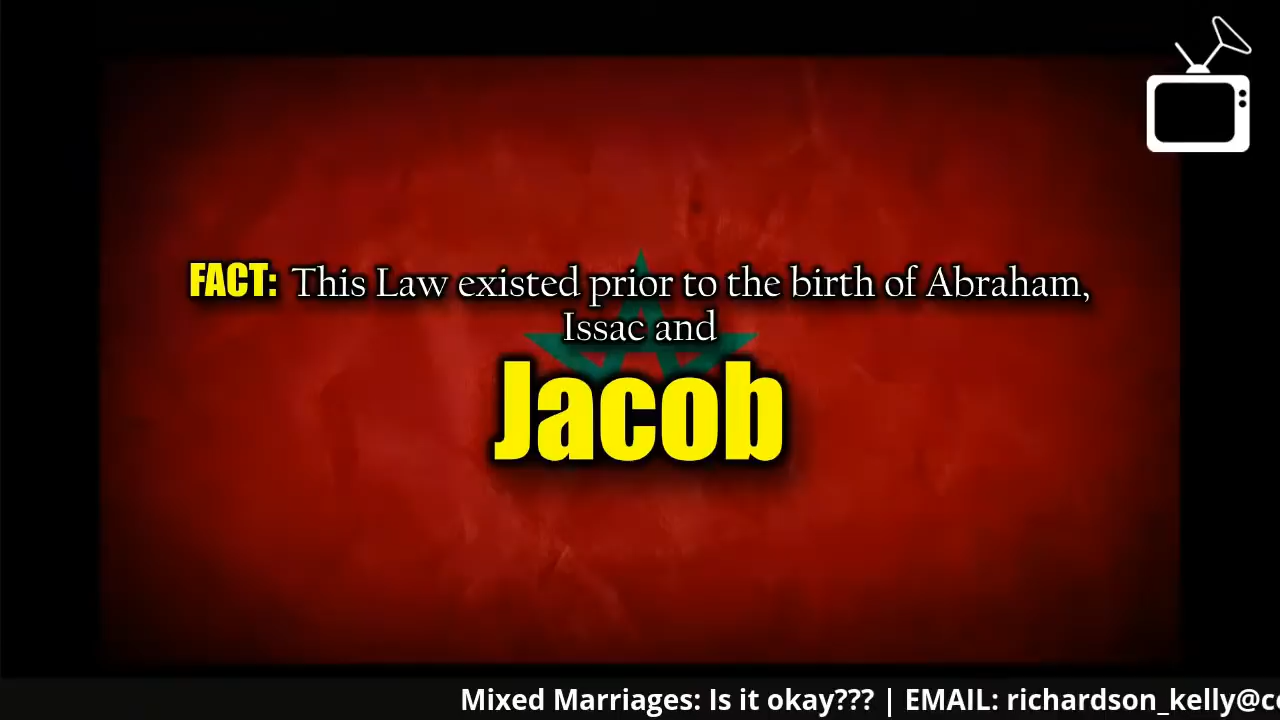 FACT: This Law existed prior to the birth of Abraham,
Issac and
Jacob
Mixed Marriages: Is it okay??? | EMAIL: richardson_kelly@c